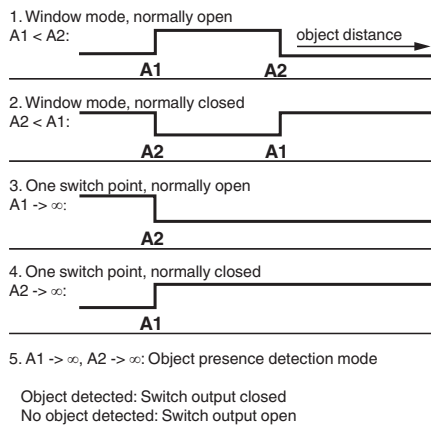 1. Window mode, normally open
A1 < A2:
object distance
A1
A2
2. Window mode, normally closed
A2 < A1:
A2
A1
3. One switch point, normally open
A1 -> ∞:
A2
4. One switch point, normally closed
A2 -> ∞:
A1
5. A1 -> ∞, A2 -> ∞: Object presence detection mode
Object detected: Switch output closed
No object detected: Switch output open